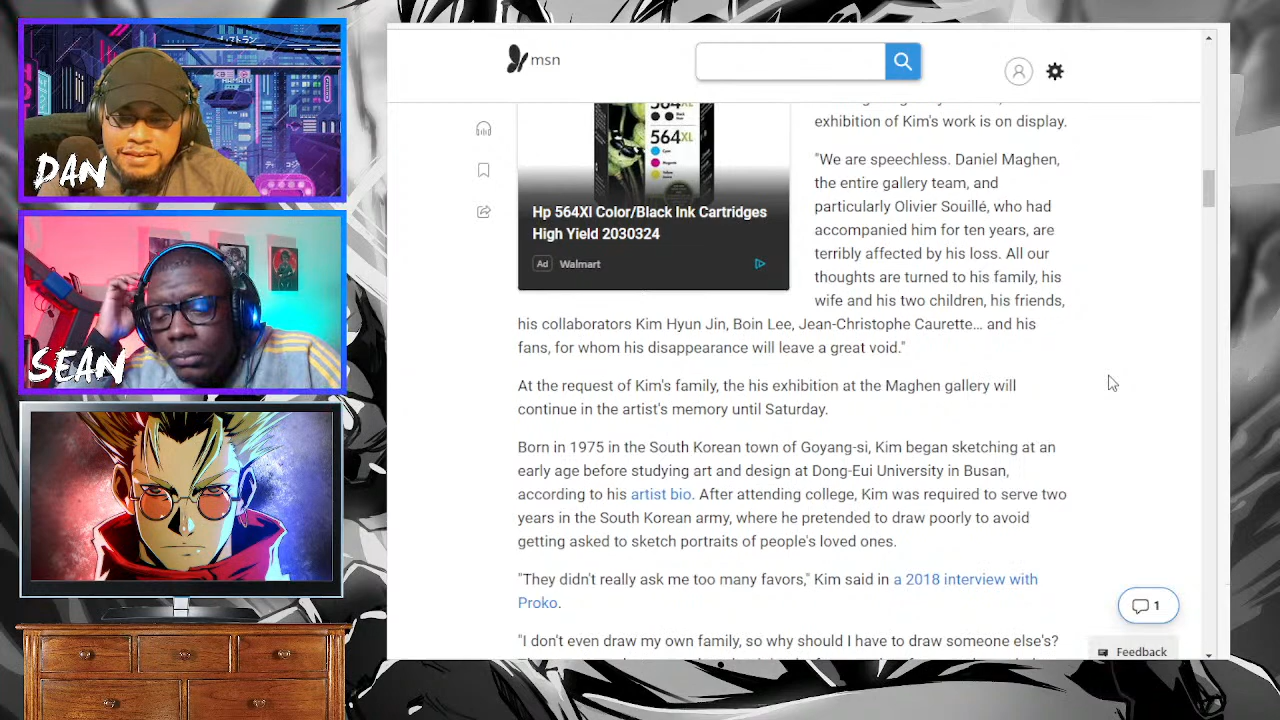 DAN
SEAN
msn
564XL
564XL
Hp 564Xl Color/Black Ink Cartridges
High Yield 2030324
Ad Walmart
exhibition of Kim's work is on display.
"We are speechless. Daniel Maghen,
the entire gallery team, and
particularly Olivier Souillé, who had
accompanied him for ten years, are
terribly affected by his loss. All our
thoughts are turned to his family, his
wife and his two children, his friends,
his collaborators Kim Hyun Jin, Boin Lee, Jean-Christophe Caurette… and his
fans, for whom his disappearance will leave a great void."
At the request of Kim's family, the his exhibition at the Maghen gallery will
continue in the artist's memory until Saturday.
Born in 1975 in the South Korean town of Goyang-si, Kim began sketching at an
early age before studying art and design at Dong-Eui University in Busan,
according to his artist bio. After attending college, Kim was required to serve two
years in the South Korean army, where he pretended to draw poorly to avoid
getting asked to sketch portraits of people's loved ones.
"They didn't really ask me too many favors," Kim said in a 2018 interview with
Proko.
"I don't even draw my own family, so why should I have to draw someone else's?
1
Feedback